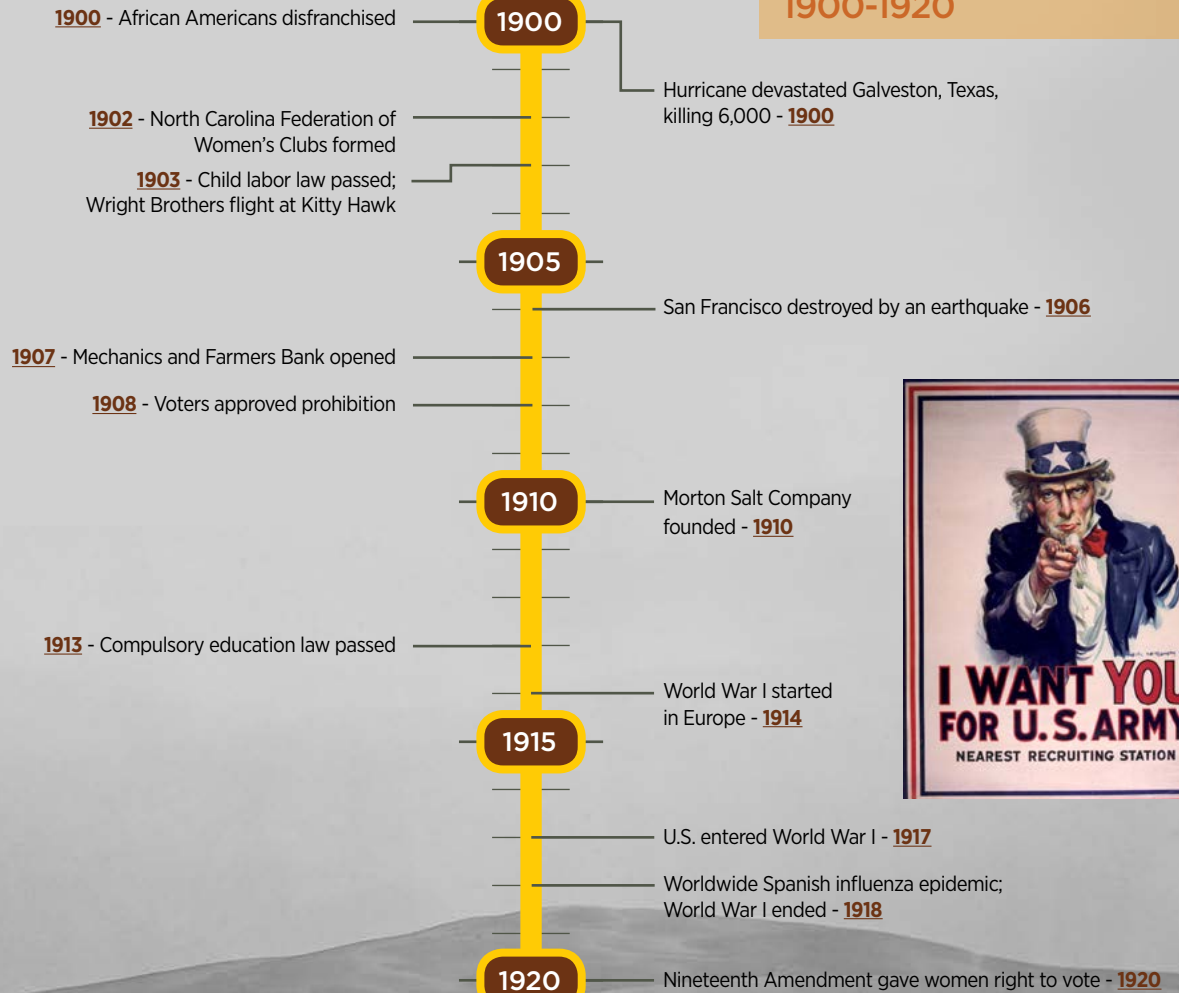 1900-1920
1900 - African Americans disfranchised
1900
Hurricane devastated Galveston, Texas,
killing 6,000 - 1900
1902 - North Carolina Federation of
Women’s Clubs formed
1903 - Child labor law passed;
Wright Brothers flight at Kitty Hawk
1905
San Francisco destroyed by an earthquake - 1906
1907 - Mechanics and Farmers Bank opened
1908 - Voters approved prohibition
1910
Morton Salt Company
founded - 1910
1913 - Compulsory education law passed
World War I started
in Europe - 1914
1915
I WANT YOU
FOR U.S. ARMY
NEAREST RECRUITING STATION
U.S. entered World War I - 1917
Worldwide Spanish influenza epidemic;
World War I ended - 1918
1920
Nineteenth Amendment gave women right to vote - 1920